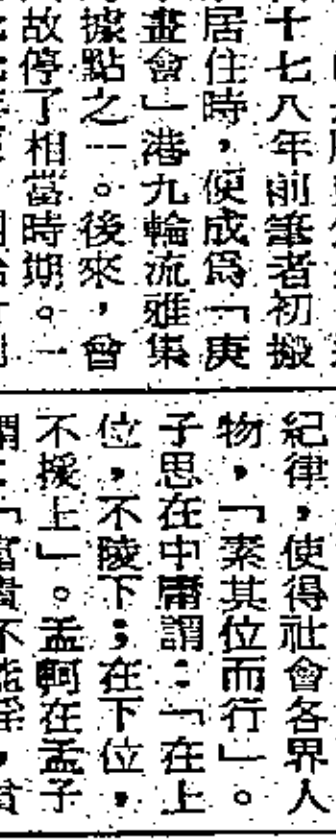 十七八年前筆者初搬
居住時，便成爲「庚
畫會」港九輪流雅集
據點之一。後來，會
故停了相當時期。一
紀律，使得社會各界人
物，「素其位而行」。
子思在中庸謂：「在上
位，不陵下；在下位，
不援上」。孟軻在孟子